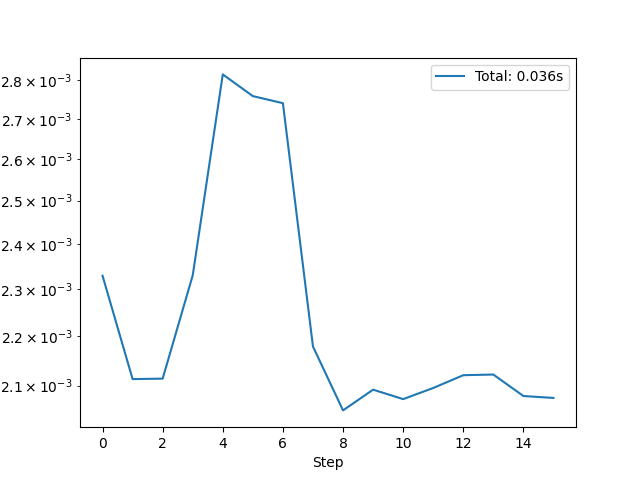 Total: 0.036s
2.8 × 10⁻³
2.7 × 10⁻³
2.6 × 10⁻³
2.5 × 10⁻³
2.4 × 10⁻³
2.3 × 10⁻³
2.2 × 10⁻³
2.1 × 10⁻³
0 2 4 6 8 10 12 14
Step